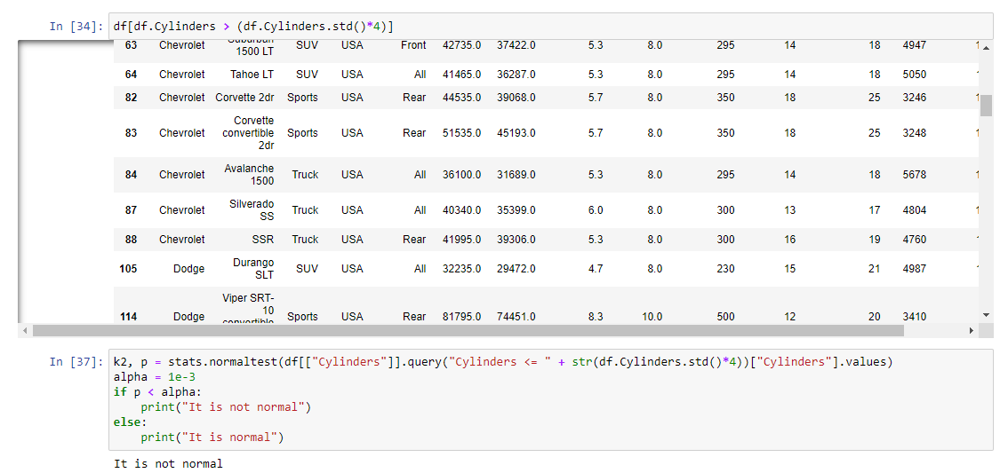 In [34]: df[df.Cylinders > (df.Cylinders.std()*4)]
63 Chevrolet Suburban 1500 LT SUV USA Front 42735.0 37422.0 5.3 8.0 295 14 18 4947
64 Chevrolet Tahoe LT SUV USA All 41465.0 36287.0 5.3 8.0 295 14 18 5050
82 Chevrolet Corvette 2dr Sports USA Rear 44535.0 39068.0 5.7 8.0 350 18 25 3246
83 Chevrolet Corvette convertible 2dr Sports USA Rear 51535.0 45193.0 5.7 8.0 350 18 25 3248
84 Chevrolet Avalanche 1500 Truck USA All 36100.0 31689.0 5.3 8.0 295 14 18 5678
87 Chevrolet Silverado SS Truck USA All 40340.0 35399.0 6.0 8.0 300 13 17 4804
88 Chevrolet SSR Truck USA Rear 41995.0 39306.0 5.3 8.0 300 16 19 4760
105 Dodge Durango SLT SUV USA All 32235.0 29472.0 4.7 8.0 230 15 21 4987
114 Dodge Viper SRT-10 convertible Sports USA Rear 81795.0 74451.0 8.3 10.0 500 12 20 3410
In [37]: k2, p = stats.normaltest(df[["Cylinders"]].query("Cylinders <= " + str(df.Cylinders.std()*4))["Cylinders"].values)
alpha = 1e-3
if p < alpha:
    print("It is not normal")
else:
    print("It is normal")
It is not normal